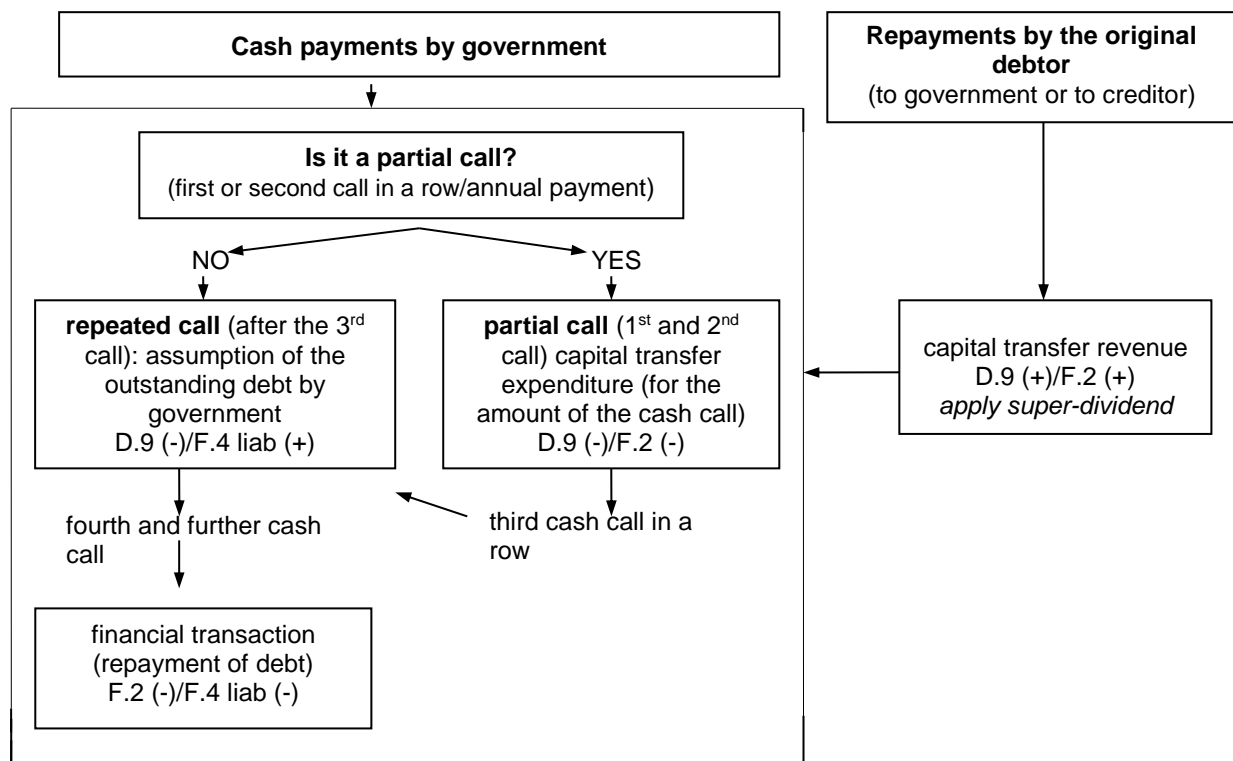 Cash payments by government
Repayments by the original
debtor
(to government or to creditor)
Is it a partial call?
(first or second call in a row/annual payment)
NO
YES
repeated call (after the 3rd
call): assumption of the
outstanding debt by
government
D.9 (-)/F.4 liab (+)
partial call (1st and 2nd
call) capital transfer
expenditure (for the
amount of the cash call)
D.9 (-)/F.2 (-)
capital transfer revenue
D.9 (+)/F.2 (+)
apply super-dividend
fourth and further cash
call
third cash call in a
row
financial transaction
(repayment of debt)
F.2 (-)/F.4 liab (-)